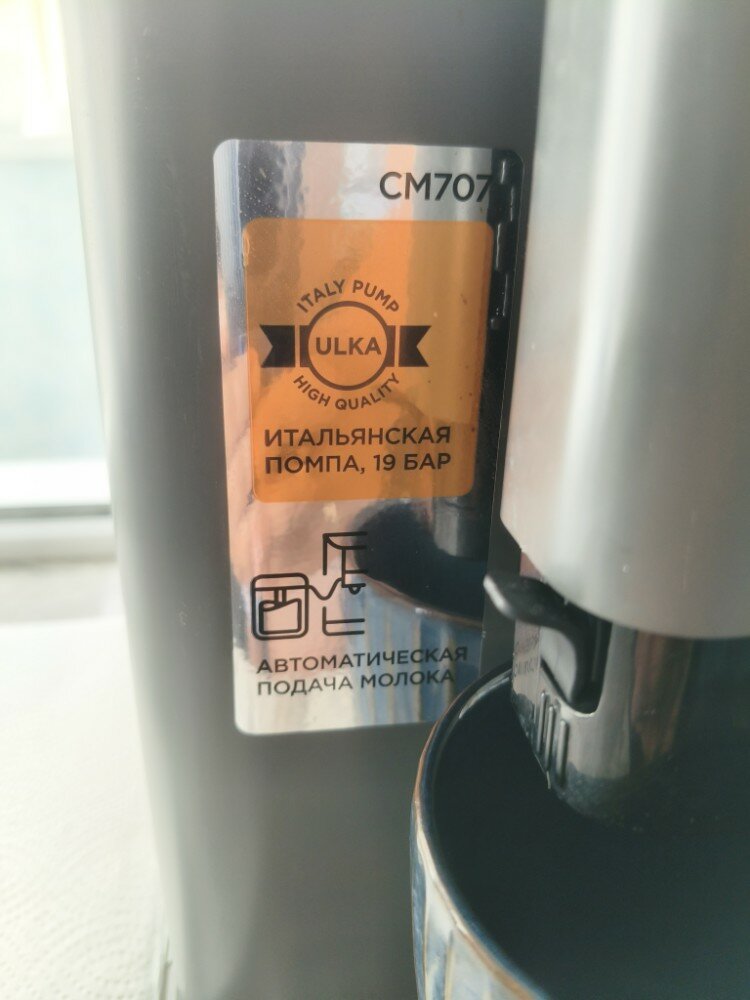 CM707
ITALY PUMP
ULKA
HIGH QUALITY
ИТАЛЬЯНСКАЯ
ПОМПА, 19 БАР
АВТОМАТИЧЕСКАЯ
ПОДАЧА МОЛОКА